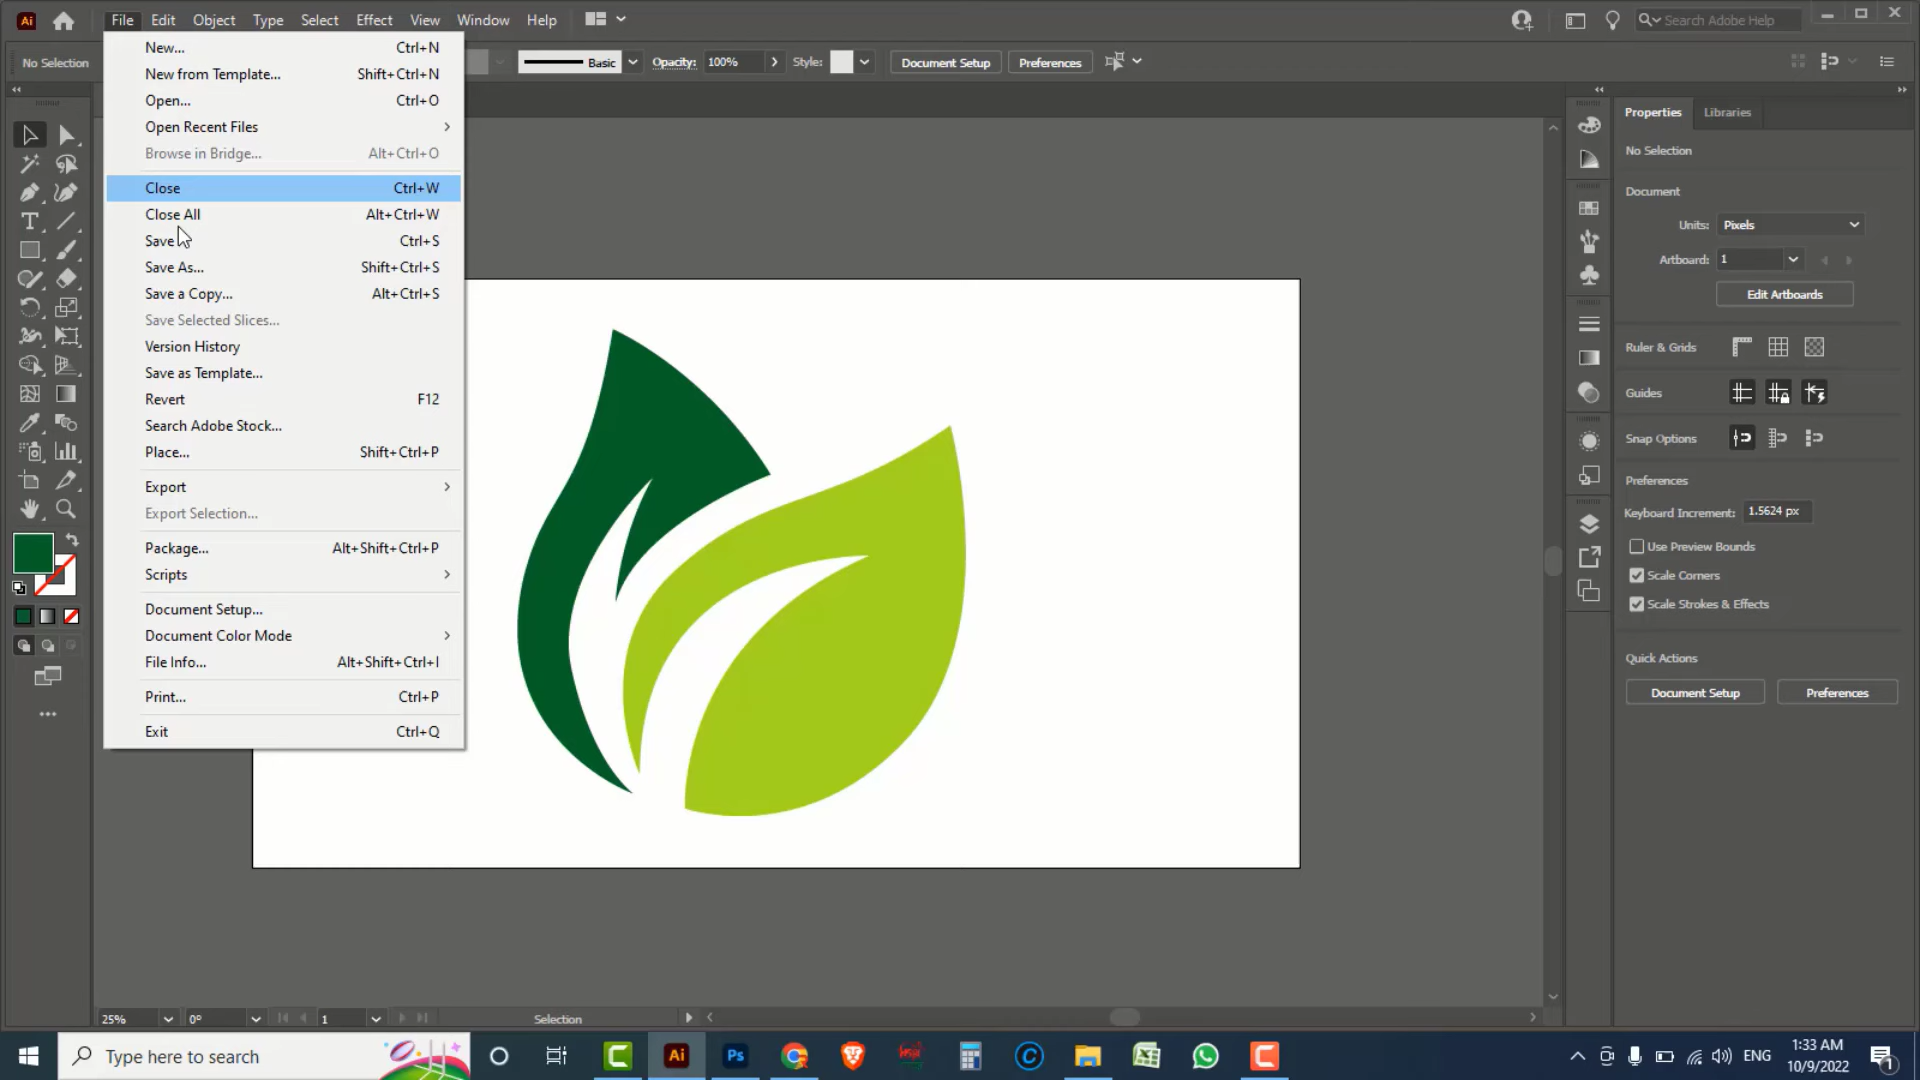 Ai File Edit Object Type Select Effect View Window Help Search Adobe Help
No Selection Basic Opacity: 100% Style: Document Setup Preferences
New... Ctrl+N
New from Template... Shift+Ctrl+N
Open... Ctrl+O
Open Recent Files
Browse in Bridge... Alt+Ctrl+O
Close Ctrl+W
Close All Alt+Ctrl+W
Save Ctrl+S
Save As... Shift+Ctrl+S
Save a Copy... Alt+Ctrl+S
Save Selected Slices...
Version History
Save as Template...
Revert F12
Search Adobe Stock...
Place... Shift+Ctrl+P
Export
Export Selection...
Package... Alt+Shift+Ctrl+P
Scripts
Document Setup...
Document Color Mode
File Info... Alt+Shift+Ctrl+I
Print... Ctrl+P
Exit Ctrl+Q
Properties Libraries
No Selection
Document
Units: Pixels
Artboard: 1
Edit Artboards
Ruler & Grids
Guides
Snap Options
Preferences
Keyboard Increment: 1.5624 px
Use Preview Bounds
Scale Corners
Scale Strokes & Effects
Quick Actions
Document Setup Preferences
25% 0° 1 Selection
Type here to search Ai Ps ENG 1:33 AM
10/9/2022 1